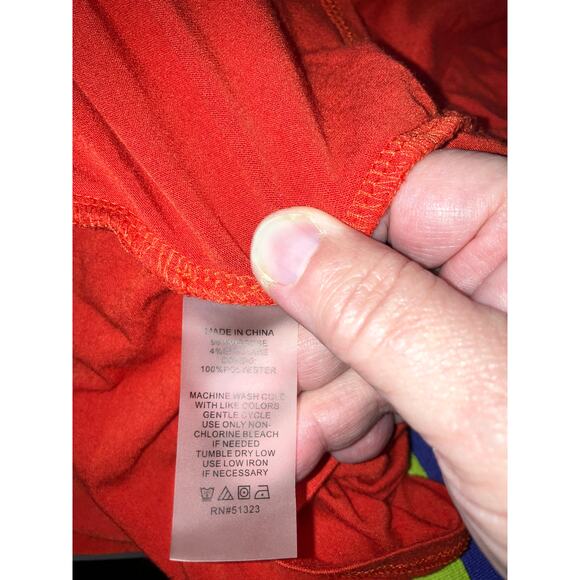 MADE IN CHINA
4%
100%POLYESTER
MACHINE WASH COLD
WITH LIKE COLORS
GENTLE CYCLE
USE ONLY NON-
CHLORINE BLEACH
IF NEEDED
TUMBLE DRY LOW
USE LOW IRON
IF NECESSARY
RN#51323